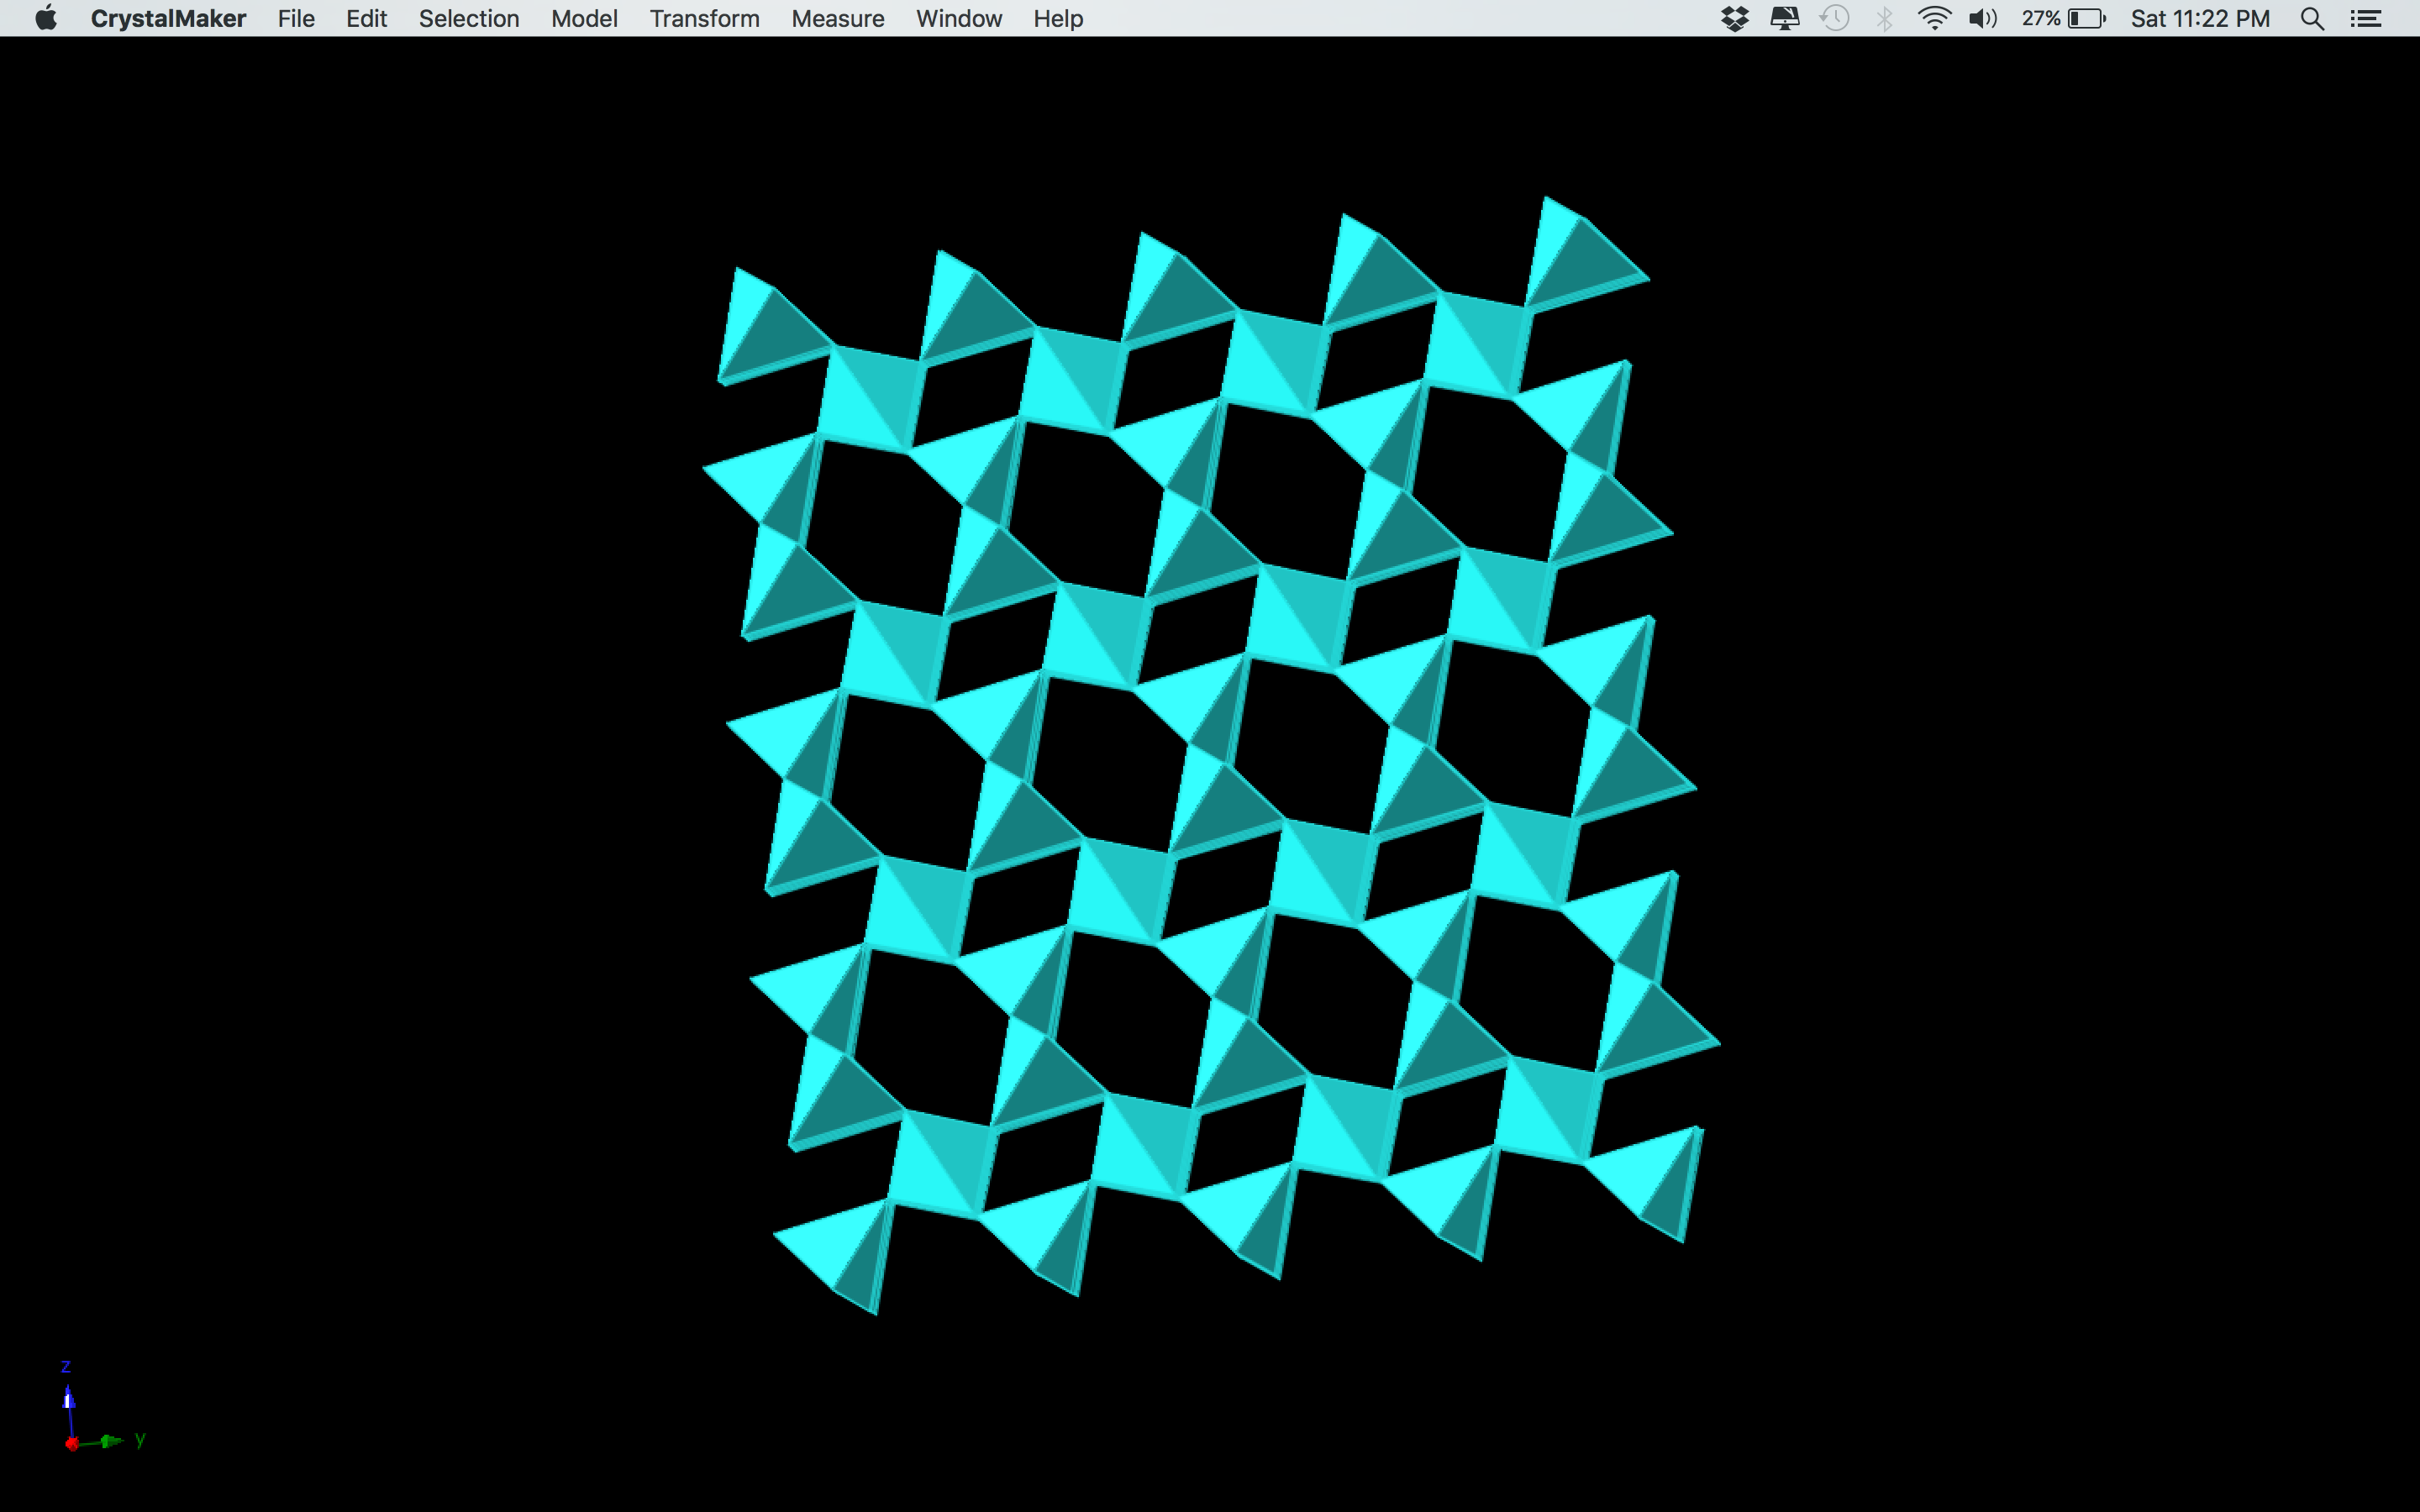 CrystalMaker File Edit Selection Model Transform Measure Window Help 27% Sat 11:22 PM
z
y